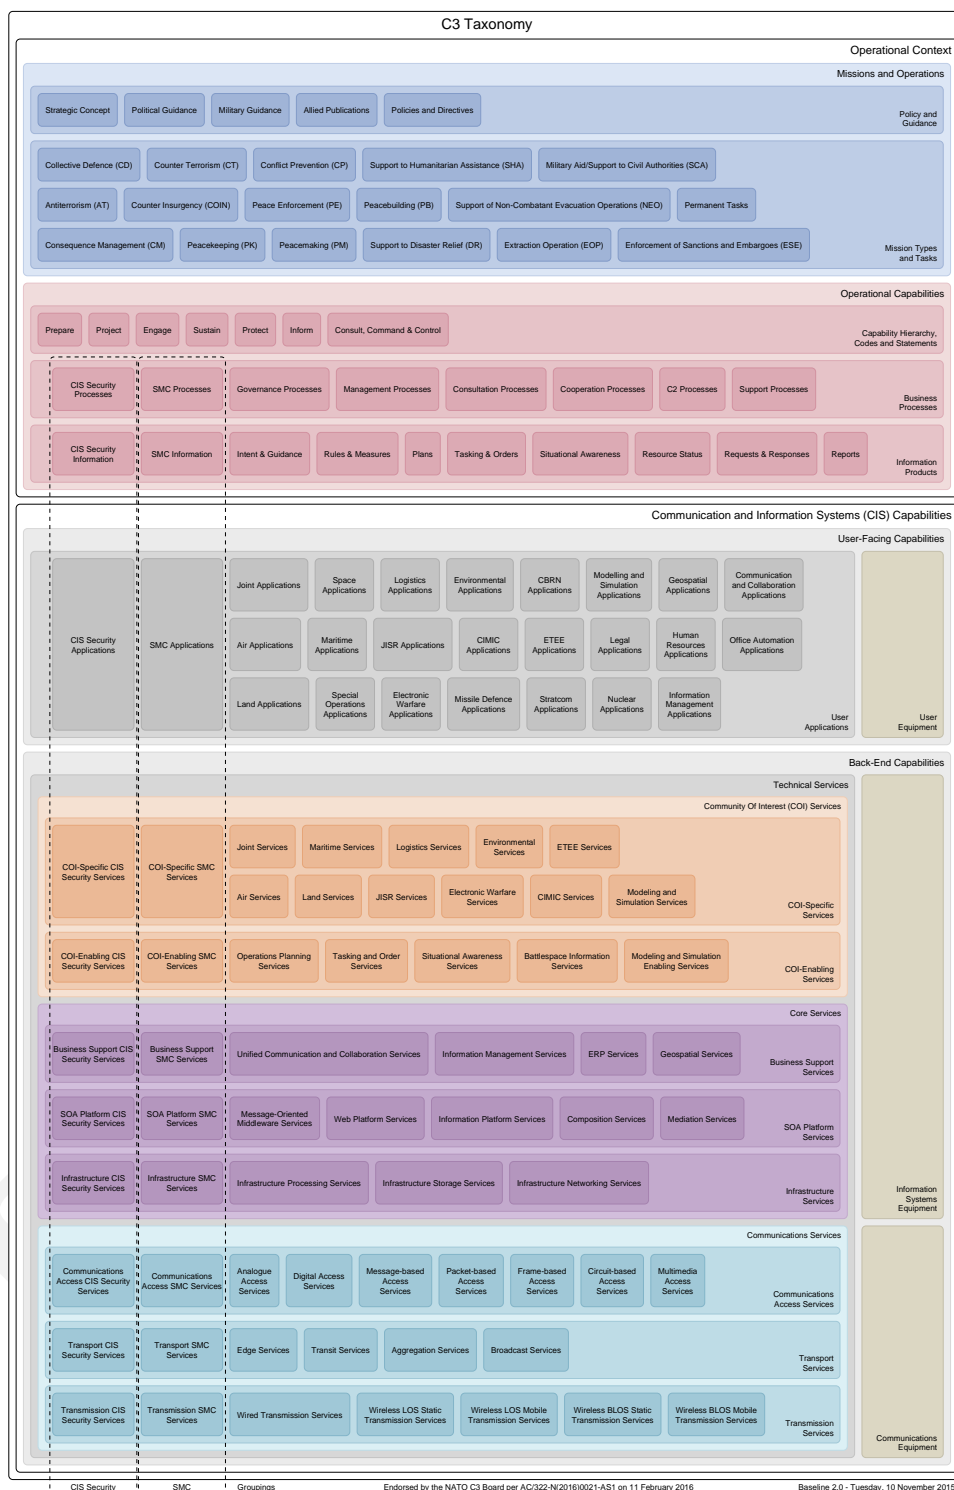 C3 Taxonomy
Operational Context
Missions and Operations
Strategic Concept
Political Guidance
Military Guidance
Allied Publications
Policies and Directives
Policy and
Guidance
Collective Defence (CD)
Counter Terrorism (CT)
Conflict Prevention (CP)
Support to Humanitarian Assistance (SHA)
Military Aid/Support to Civil Authorities (SCA)
Antiterrorism (AT)
Counter Insurgency (COIN)
Peace Enforcement (PE)
Peacebuilding (PB)
Support of Non-Combatant Evacuation Operations (NEO)
Permanent Tasks
Consequence Management (CM)
Peacekeeping (PK)
Peacemaking (PM)
Support to Disaster Relief (DR)
Extraction Operation (EOP)
Enforcement of Sanctions and Embargoes (ESE)
Mission Types
and Tasks
Operational Capabilities
Prepare
Project
Engage
Sustain
Protect
Inform
Consult, Command & Control
Capability Hierarchy,
Codes and Statements
CIS Security
Processes
SMC Processes
Governance Processes
Management Processes
Consultation Processes
Cooperation Processes
C2 Processes
Support Processes
Business
Processes
CIS Security
Information
SMC Information
Intent & Guidance
Rules & Measures
Plans
Tasking & Orders
Situational Awareness
Resource Status
Requests & Responses
Reports
Information
Products
Communication and Information Systems (CIS) Capabilities
User-Facing Capabilities
CIS Security
Applications
SMC Applications
Joint Applications
Space
Applications
Logistics
Applications
Environmental
Applications
CBRN
Applications
Modelling and
Simulation
Applications
Geospatial
Applications
Communication
and Collaboration
Applications
Air Applications
Maritime
Applications
JISR Applications
CIMIC
Applications
ETEE
Applications
Legal
Applications
Human
Resources
Applications
Office Automation
Applications
Land Applications
Special
Operations
Applications
Electronic
Warfare
Applications
Missile Defence
Applications
Stratcom
Applications
Nuclear
Applications
Information
Management
Applications
User
Applications
User
Equipment
Back-End Capabilities
Technical Services
Community Of Interest (COI) Services
COI-Specific CIS
Security Services
COI-Specific SMC
Services
Joint Services
Maritime Services
Logistics Services
Environmental
Services
ETEE Services
Air Services
Land Services
JISR Services
Electronic Warfare
Services
CIMIC Services
Modeling and
Simulation Services
COI-Specific
Services
COI-Enabling CIS
Security Services
COI-Enabling SMC
Services
Operations Planning
Services
Tasking and Order
Services
Situational Awareness
Services
Battlespace Information
Services
Modeling and Simulation
Enabling Services
COI-Enabling
Services
Core Services
Business Support CIS
Security Services
Business Support
SMC Services
Unified Communication and Collaboration Services
Information Management Services
ERP Services
Geospatial Services
Business Support
Services
SOA Platform CIS
Security Services
SOA Platform SMC
Services
Message-Oriented
Middleware Services
Web Platform Services
Information Platform Services
Composition Services
Mediation Services
SOA Platform
Services
Infrastructure CIS
Security Services
Infrastructure SMC
Services
Infrastructure Processing Services
Infrastructure Storage Services
Infrastructure Networking Services
Infrastructure
Services
Information
Systems
Equipment
Communications Services
Communications
Access CIS Security
Services
Communications
Access SMC Services
Analogue
Access
Services
Digital Access
Services
Message-based
Access
Services
Packet-based
Access
Services
Frame-based
Access
Services
Circuit-based
Access
Services
Multimedia
Access
Services
Communications
Access Services
Transport CIS
Security Services
Transport SMC
Services
Edge Services
Transit Services
Aggregation Services
Broadcast Services
Transport
Services
Transmission CIS
Security Services
Transmission SMC
Services
Wired Transmission Services
Wireless LOS Static
Transmission Services
Wireless LOS Mobile
Transmission Services
Wireless BLOS Static
Transmission Services
Wireless BLOS Mobile
Transmission Services
Transmission
Services
Communications
Equipment
CIS Security
SMC
Groupings
Endorsed by the NATO C3 Board per AC/322-N(2016)0021-AS1 on 11 February 2016
Baseline 2.0 - Tuesday, 10 November 2015